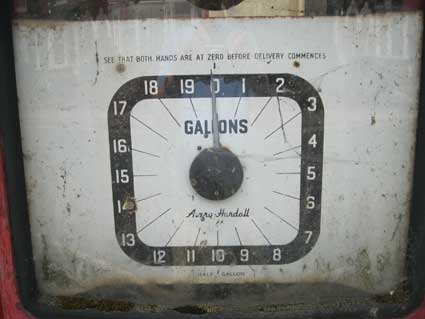 SEE THAT BOTH HANDS ARE AT ZERO BEFORE DELIVERY COMMENCES
18 19 0 1 2
17 3
GALLONS
16 4
15 5
14 6
Avery-Hardoll
13 7
12 11 10 9 8
HALF GALLON